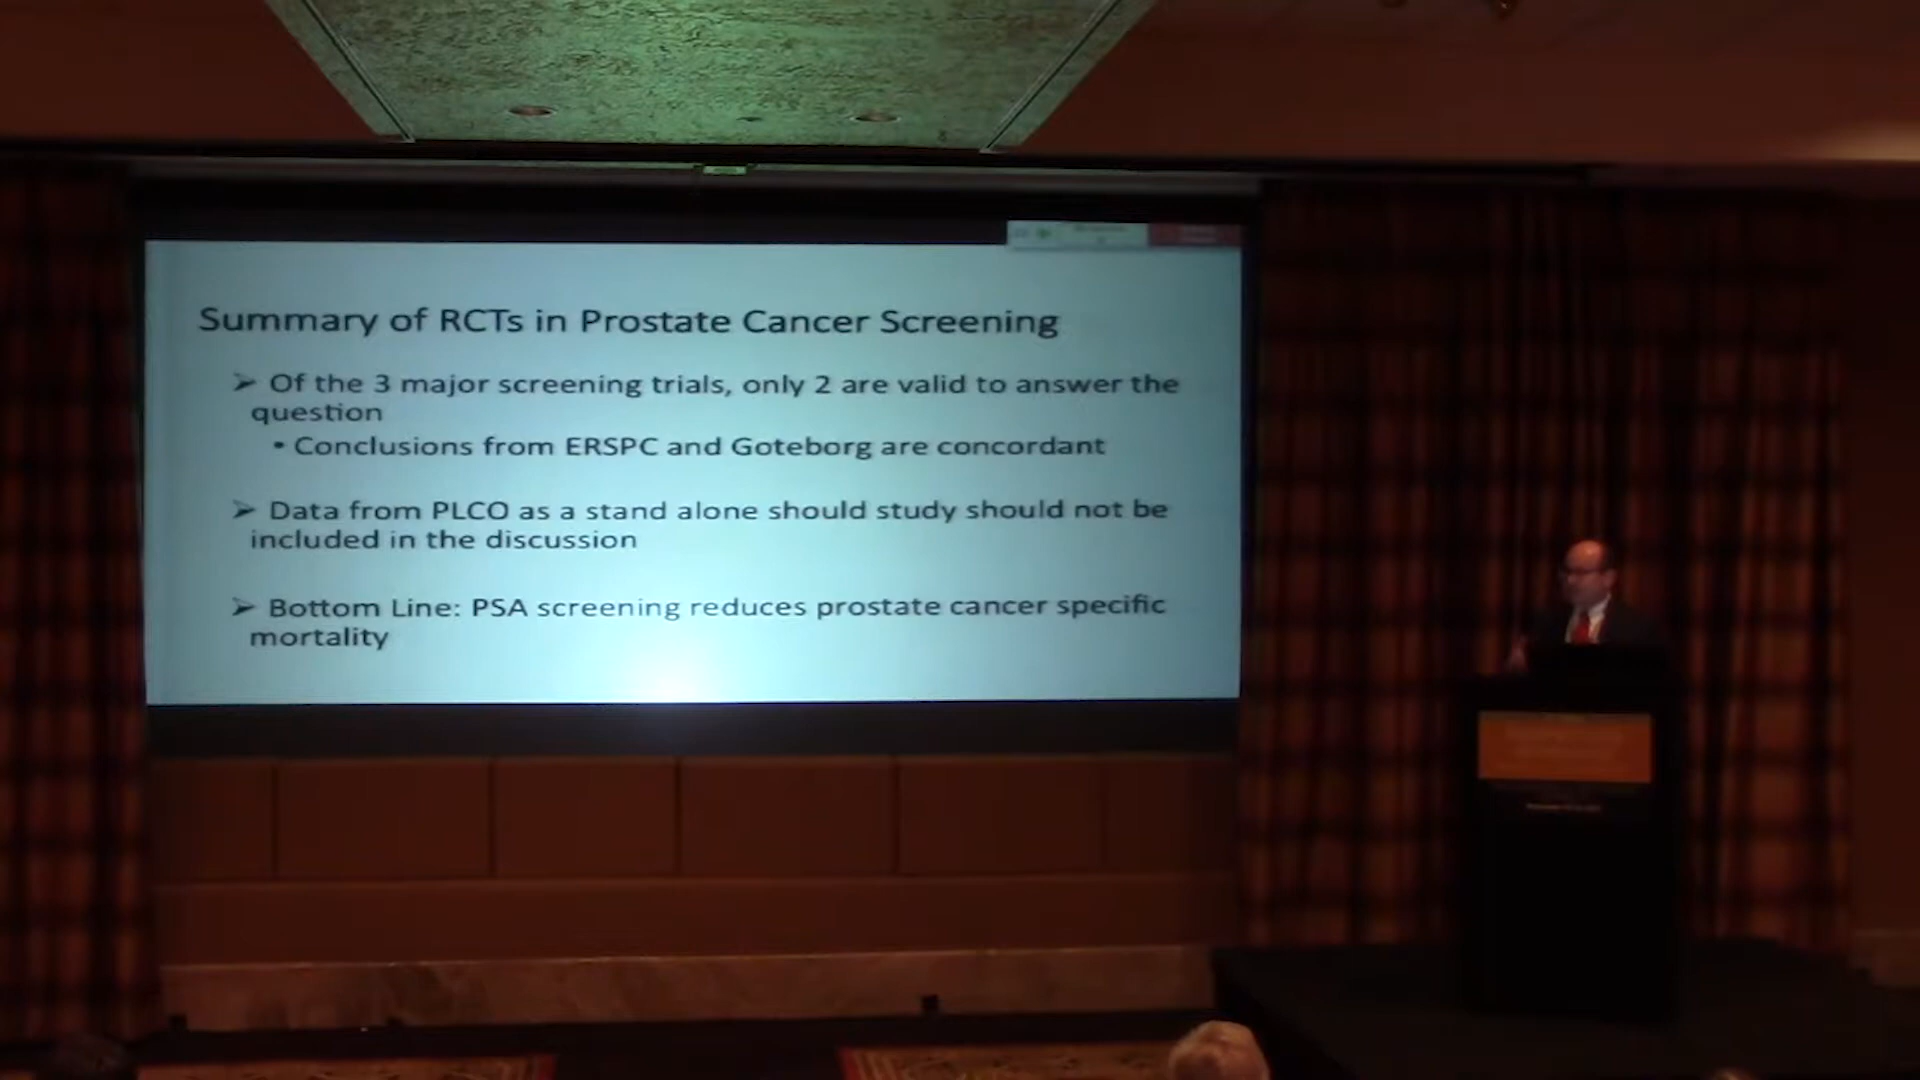 Summary of RCTs in Prostate Cancer Screening
➢ Of the 3 major screening trials, only 2 are valid to answer the
question
• Conclusions from ERSPC and Goteborg are concordant
➢ Data from PLCO as a stand alone should study should not be
included in the discussion
➢ Bottom Line: PSA screening reduces prostate cancer specific
mortality